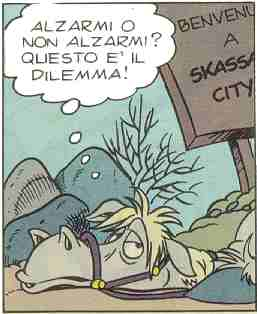 ALZARMI O
NON ALZARMI?
QUESTO E' IL
DILEMMA!
BENVENU
A
SKASSA
CITY